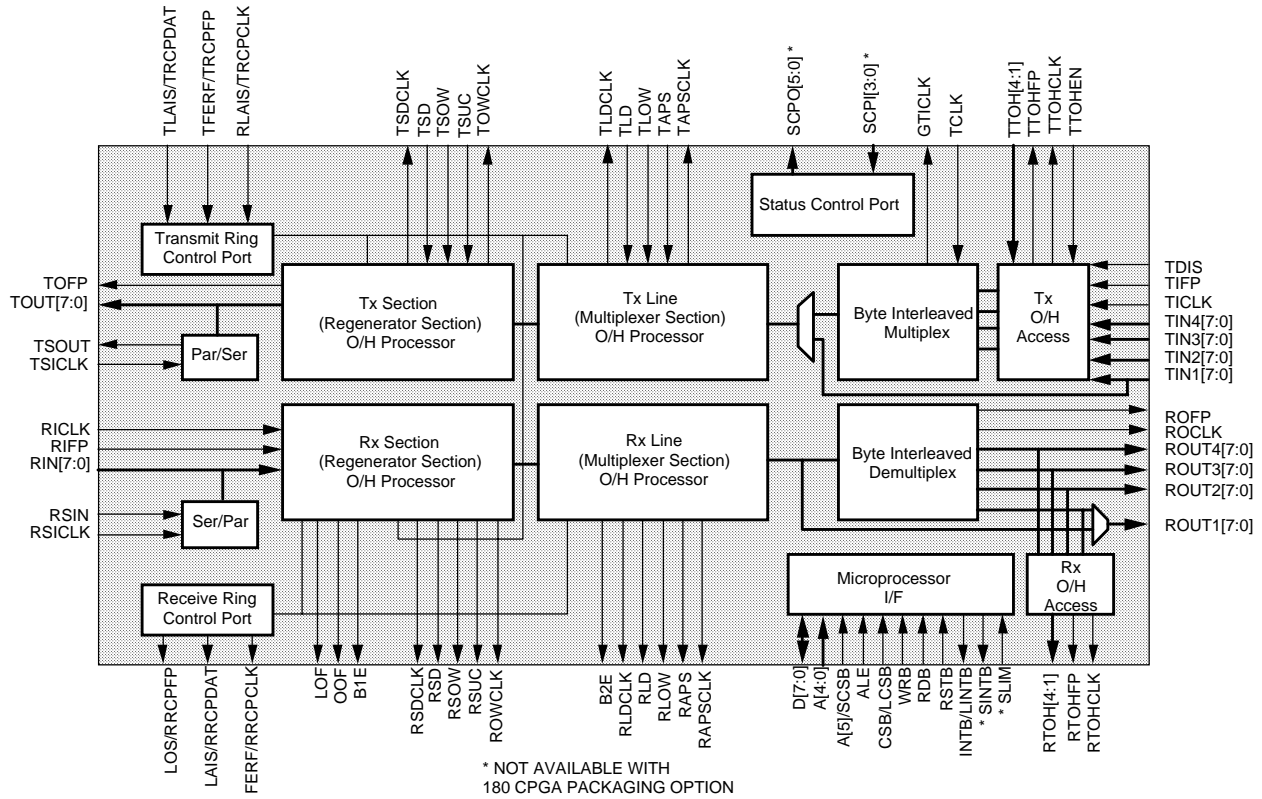 TLAIS/TRCPDAT
TFERF/TRCPFP
RLAIS/TRCPCLK
TSDCLK
TSD
TSOW
TSUC
TOWCLK
TLDCLK
TLD
TLOW
TAPS
TAPSCLK
SCPO[5:0] *
SCPI[3:0] *
GTICLK
TCLK
TTOH[4:1]
TTOHFP
TTOHCLK
TTOHEN
Status Control Port
Transmit Ring
Control Port
TOFP
TOUT[7:0]
TSOUT
TSICLK
Par/Ser
Tx Section
(Regenerator Section)
O/H Processor
Tx Line
(Multiplexer Section)
O/H Processor
Byte Interleaved
Multiplex
Tx
O/H
Access
TDIS
TIFP
TICLK
TIN4[7:0]
TIN3[7:0]
TIN2[7:0]
TIN1[7:0]
RICLK
RIFP
RIN[7:0]
RSIN
RSICLK
Ser/Par
Rx Section
(Regenerator Section)
O/H Processor
Rx Line
(Multiplexer Section)
O/H Processor
Byte Interleaved
Demultiplex
ROFP
ROCLK
ROUT4[7:0]
ROUT3[7:0]
ROUT2[7:0]
ROUT1[7:0]
Receive Ring
Control Port
Microprocessor
I/F
Rx
O/H
Access
LOS/RRCPFP
LAIS/RRCPDAT
FERF/RRCPCLK
LOF
OOF
B1E
RSDCLK
RSD
RSOW
RSUC
ROWCLK
B2E
RLDCLK
RLD
RLOW
RAPS
RAPSCLK
D[7:0]
A[4:0]
A[5]/SCSB
ALE
CSB/LCSB
WRB
RDB
RSTB
INTB/LINTB
* SINTB
* SLIM
RTOH[4:1]
RTOHFP
RTOHCLK
* NOT AVAILABLE WITH
180 CPGA PACKAGING OPTION